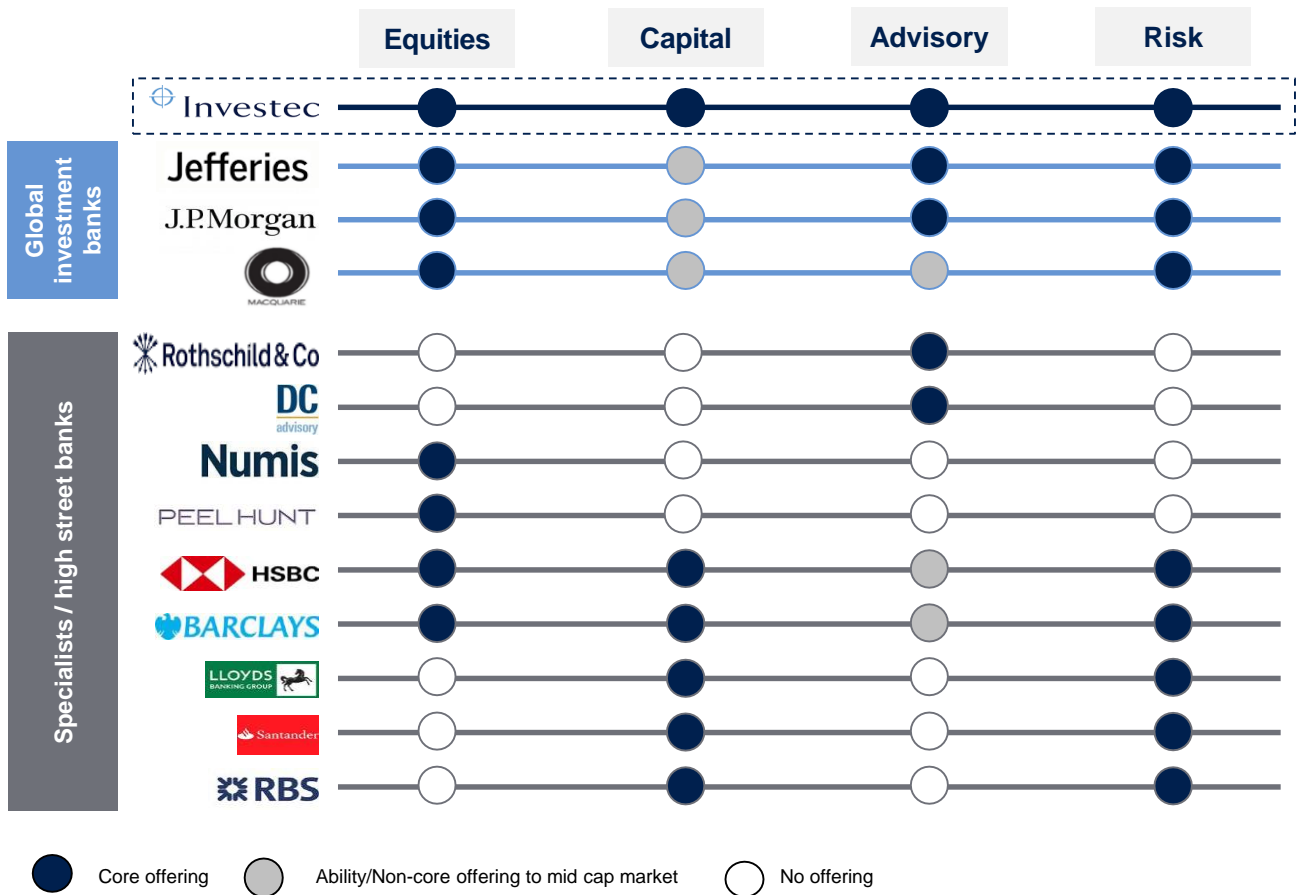 Equities
Capital
Advisory
Risk
Investec
Global
investment
banks
Jefferies
J.P.Morgan
MACQUARIE
Specialists / high street banks
Rothschild & Co
DC
advisory
Numis
PEEL HUNT
HSBC
BARCLAYS
LLOYDS
BANKING GROUP
Santander
RBS
Core offering
Ability/Non-core offering to mid cap market
No offering